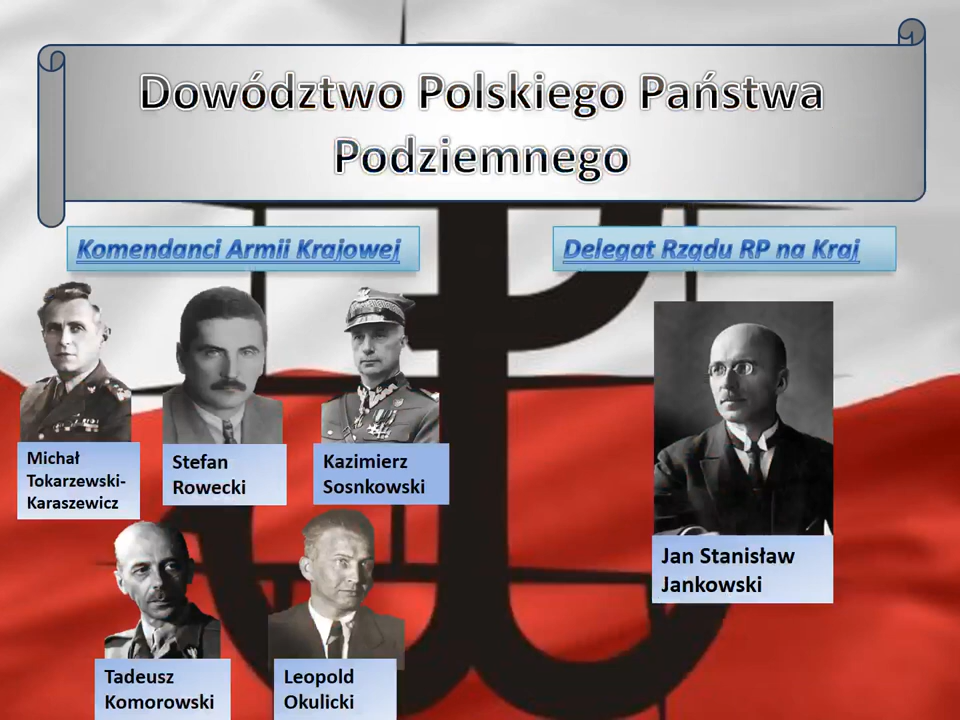 Dowództwo Polskiego Państwa
Podziemnego
Komendanci Armii Krajowej
Delegat Rządu RP na Kraj
Michał
Tokarzewski-
Karaszewicz
Stefan
Rowecki
Kazimierz
Sosnkowski
Jan Stanisław
Jankowski
Tadeusz
Komorowski
Leopold
Okulicki